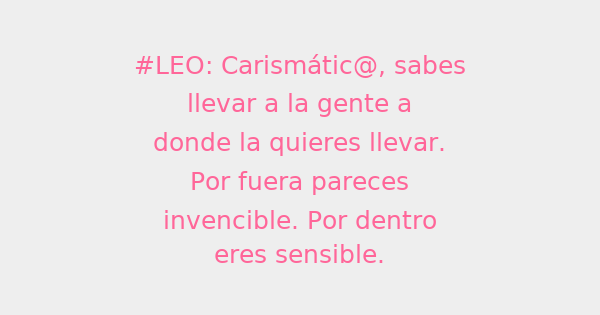 #LEO: Carismátic@, sabes
llevar a la gente a
donde la quieres llevar.
Por fuera pareces
invencible. Por dentro
eres sensible.